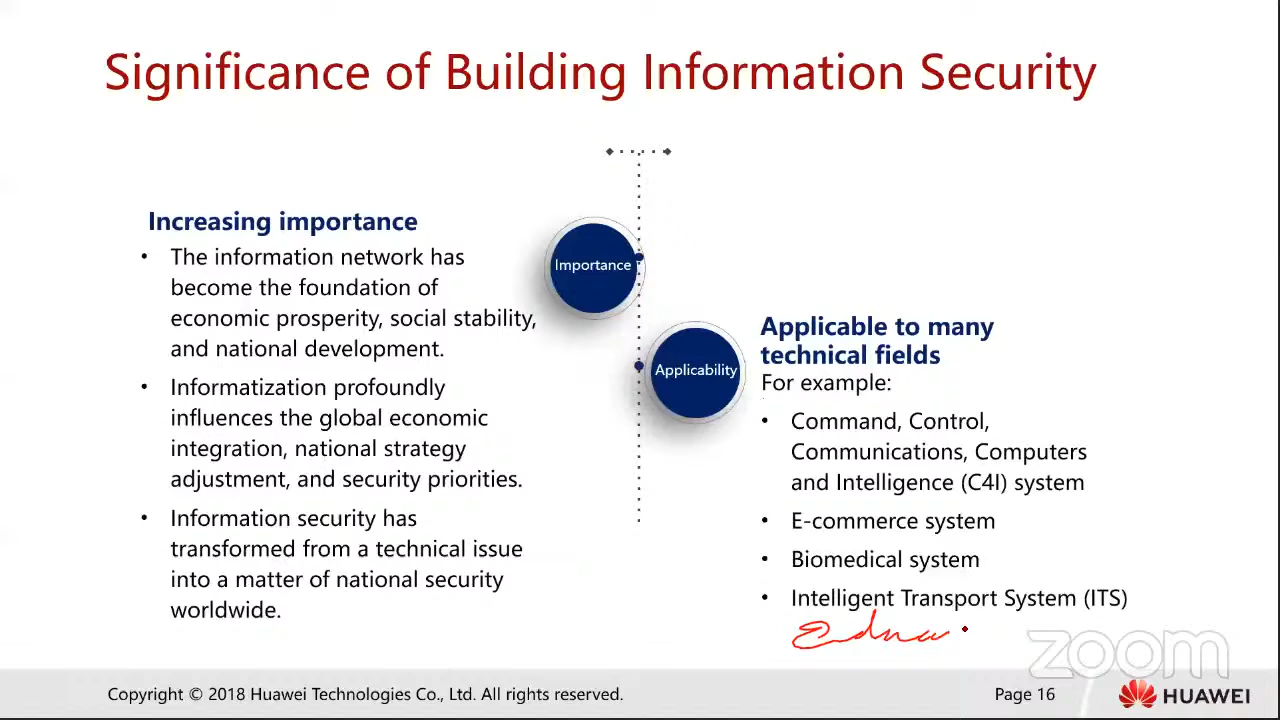 Significance of Building Information Security
Increasing importance
• The information network has
become the foundation of
economic prosperity, social stability,
and national development.
• Informatization profoundly
influences the global economic
integration, national strategy
adjustment, and security priorities.
• Information security has
transformed from a technical issue
into a matter of national security
worldwide.
Importance
Applicability
Applicable to many
technical fields
For example:
• Command, Control,
Communications, Computers
and Intelligence (C4I) system
• E-commerce system
• Biomedical system
• Intelligent Transport System (ITS)
zoom
Copyright © 2018 Huawei Technologies Co., Ltd. All rights reserved.
Page 16
HUAWEI